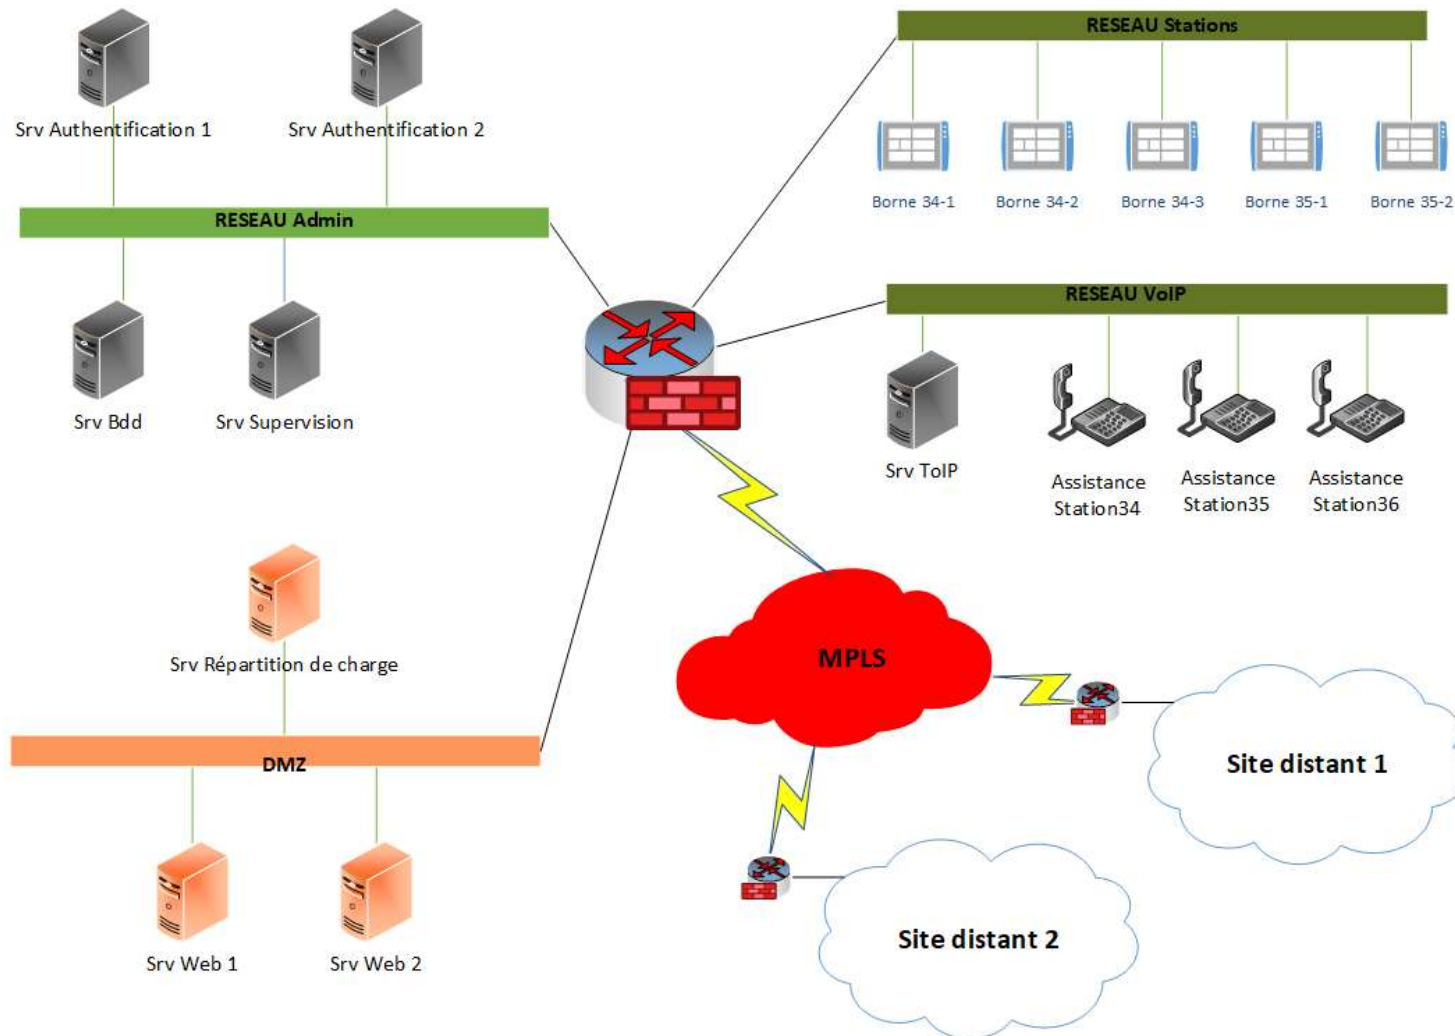 RESEAU Stations
Srv Authentification 1
Srv Authentification 2
Borne 34-1
Borne 34-2
Borne 34-3
Borne 35-1
Borne 35-2
RESEAU Admin
RESEAU VoIP
Srv Bdd
Srv Supervision
Srv ToIP
Assistance
Station34
Assistance
Station35
Assistance
Station36
Srv Répartition de charge
MPLS
DMZ
Site distant 1
Site distant 2
Srv Web 1
Srv Web 2